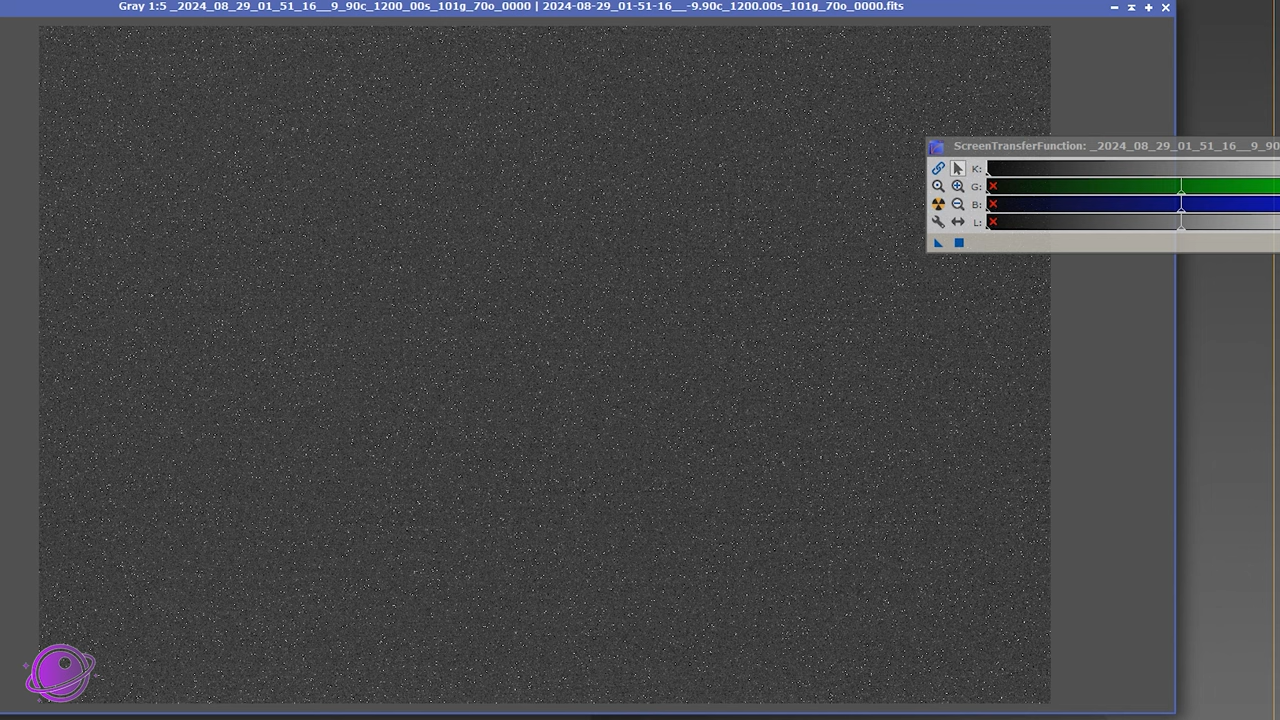 Gray 1:5 _2024_08_29_01_51_16__9_90c_1200_00s_101g_70o_0000 | 2024-08-29_01-51-16__-9.90c_1200.00s_101g_70o_0000.fits
ScreenTransferFunction: _2024_08_29_01_51_16__9_90
K:
G:
B:
L: